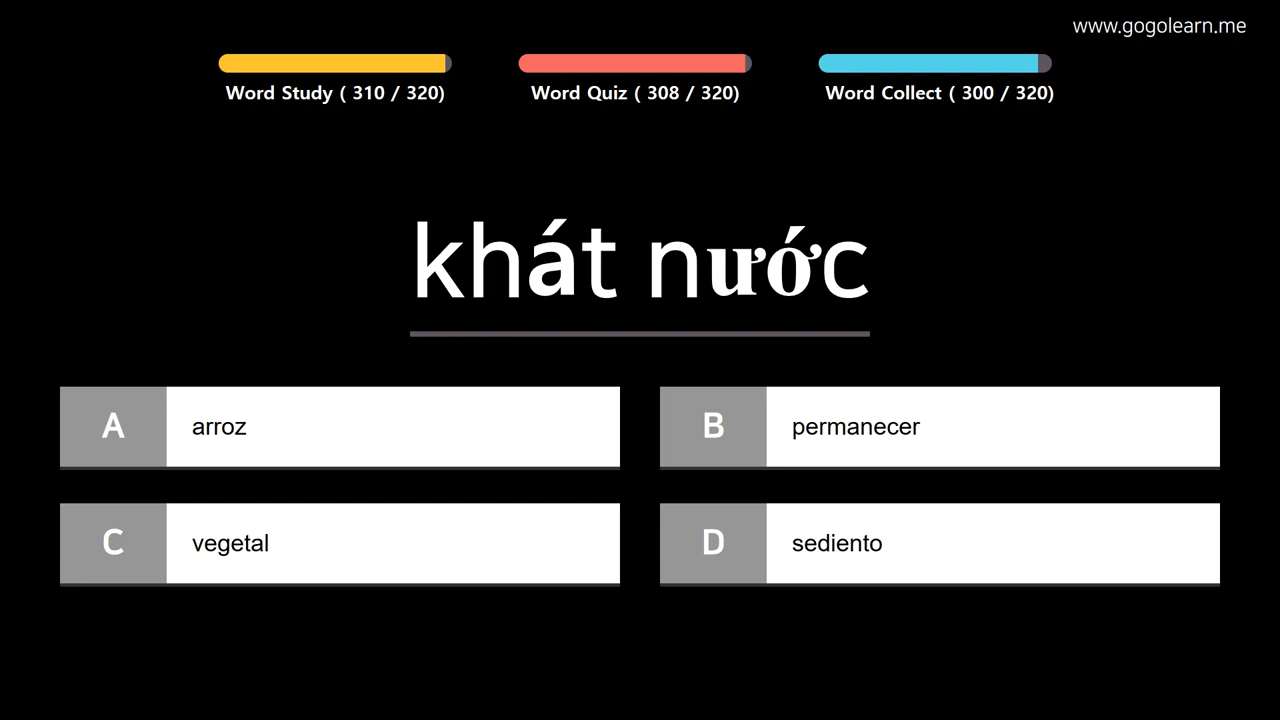 www.gogolearn.me
Word Study ( 310 / 320)
Word Quiz ( 308 / 320)
Word Collect ( 300 / 320)
khát nước
A arroz
B permanecer
C vegetal
D sediento